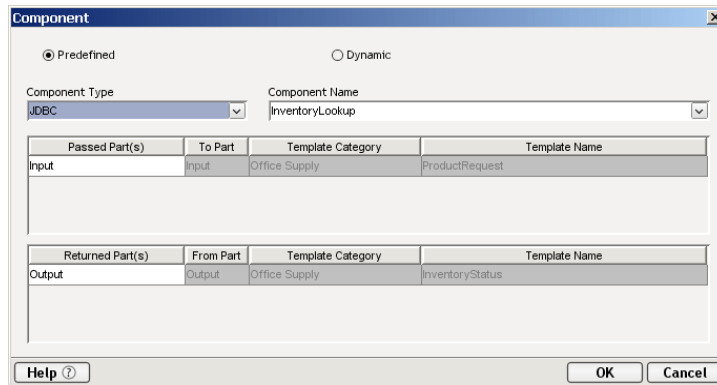 Component
Predefined Dynamic
Component Type Component Name
JDBC InventoryLookup
Passed Part(s) To Part Template Category Template Name
Input Input Office Supply ProductRequest
Returned Part(s) From Part Template Category Template Name
Output Output Office Supply InventoryStatus
Help ? OK Cancel